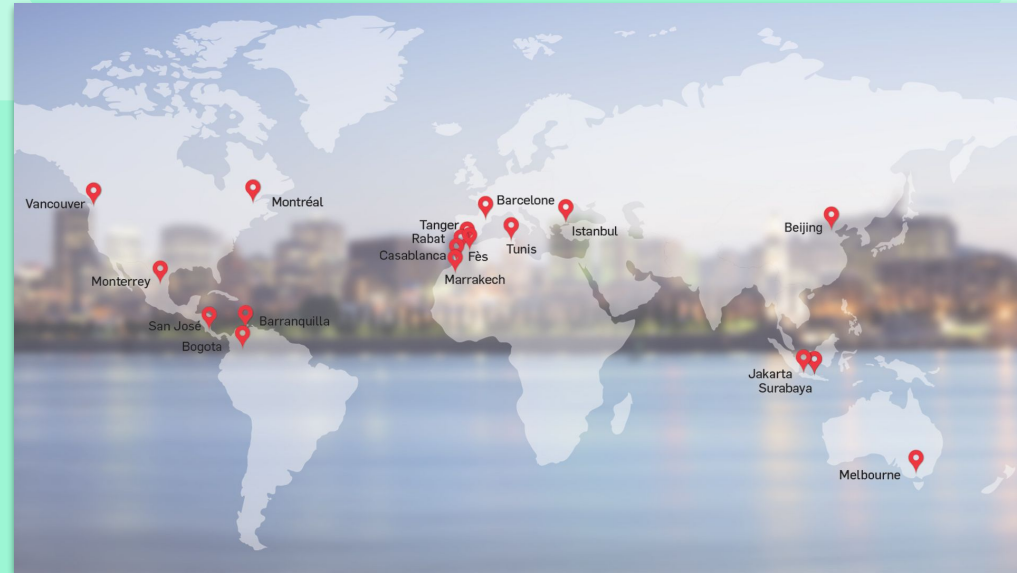 Vancouver
Montréal
Barcelone
Istanbul
Beijing
Tanger
Rabat
Casablanca
Fès
Tunis
Marrakech
Monterrey
San José
Barranquilla
Bogota
Jakarta
Surabaya
Melbourne